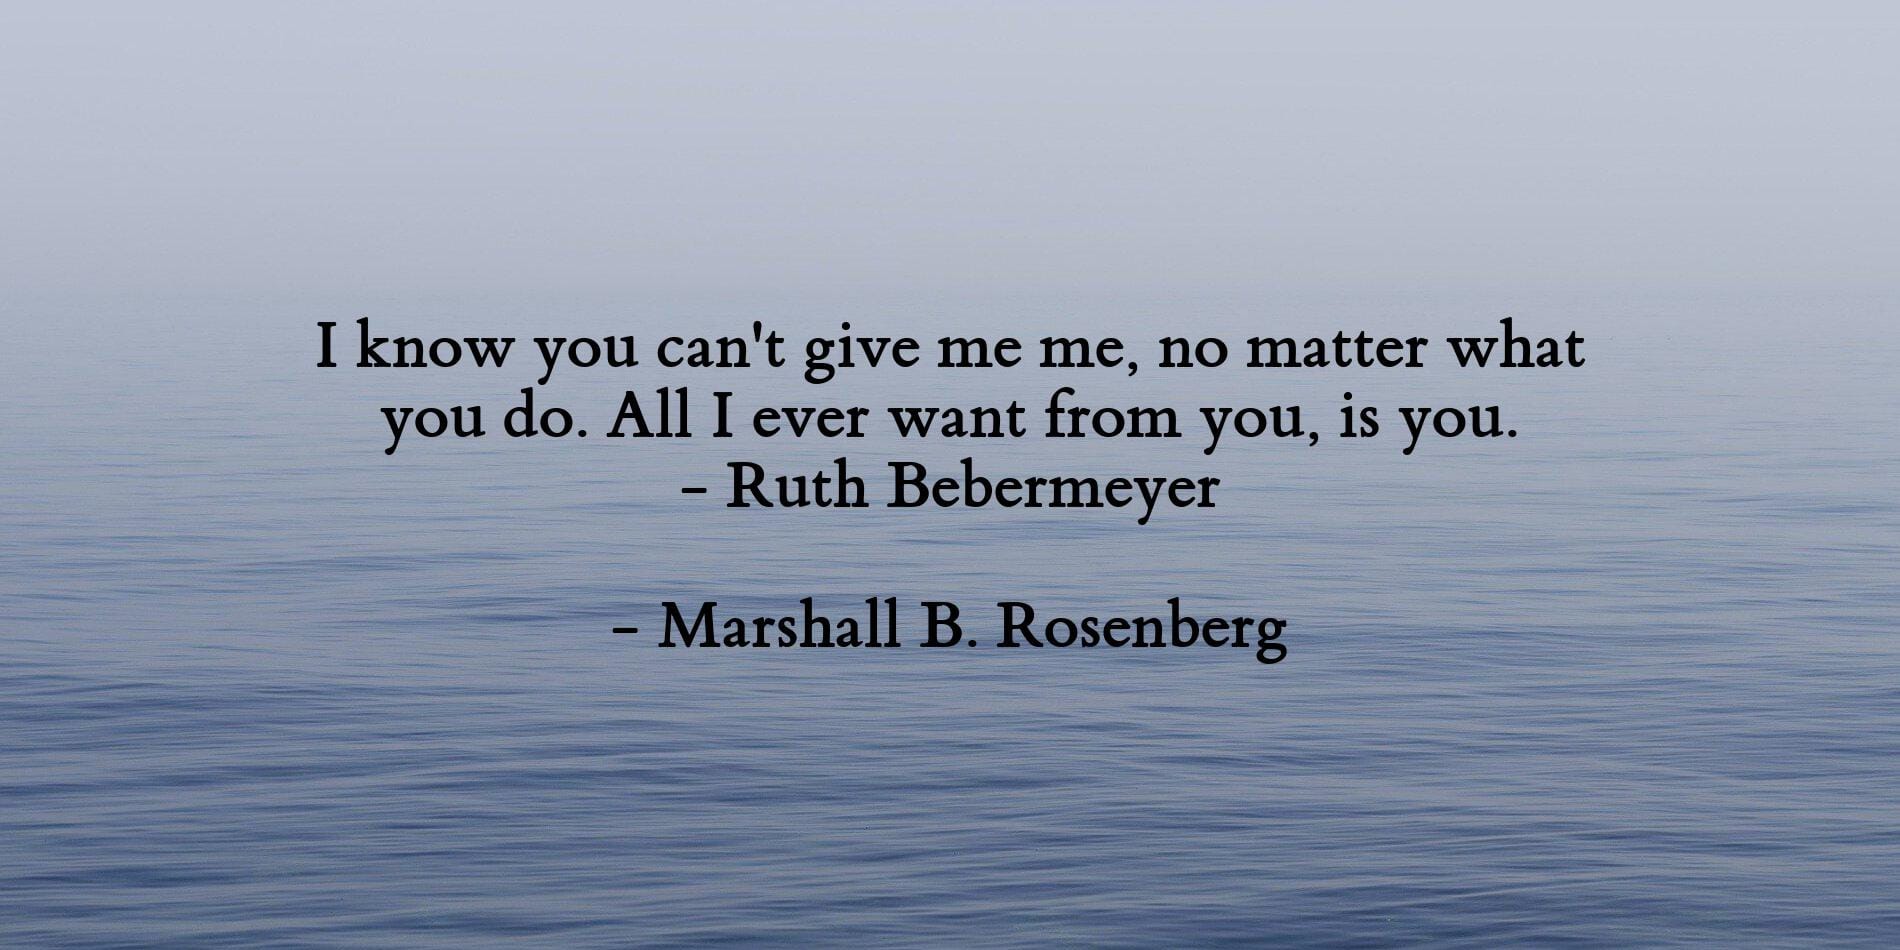 I know you can't give me me, no matter what
you do. All I ever want from you, is you.
- Ruth Bebermeyer
- Marshall B. Rosenberg